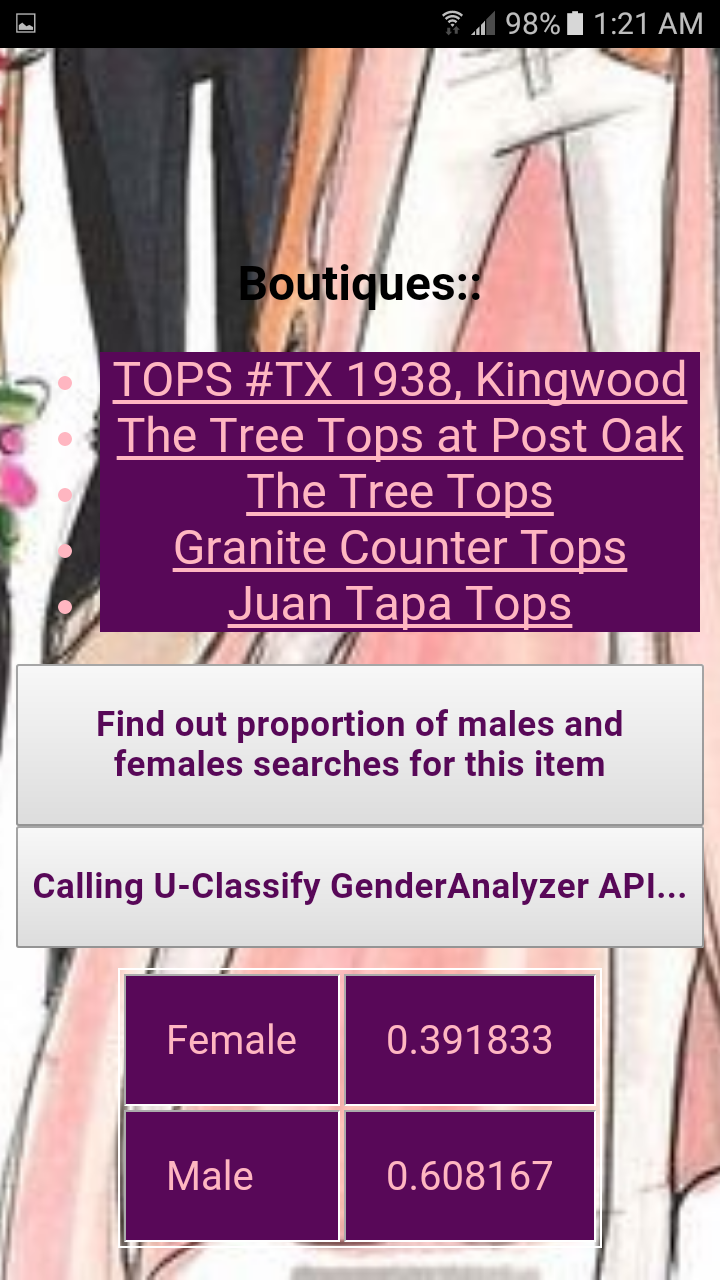 98% 1:21 AM
Boutiques::
TOPS #TX 1938, Kingwood
The Tree Tops at Post Oak
The Tree Tops
Granite Counter Tops
Juan Tapa Tops
Find out proportion of males and
females searches for this item
Calling U-Classify GenderAnalyzer API...
Female 0.391833
Male 0.608167